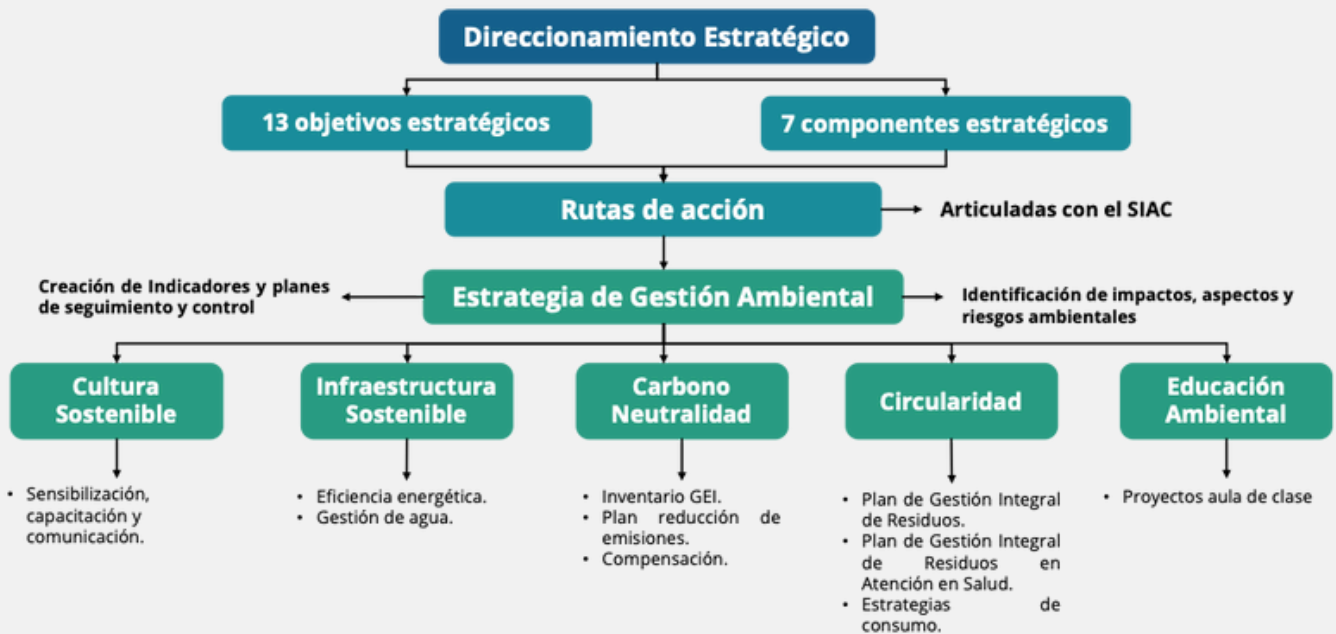 Direccionamiento Estratégico
13 objetivos estratégicos
7 componentes estratégicos
Rutas de acción
Articuladas con el SIAC
Creación de Indicadores y planes
de seguimiento y control
Estrategia de Gestión Ambiental
Identificación de impactos, aspectos y
riesgos ambientales
Cultura
Sostenible
Infraestructura
Sostenible
Carbono
Neutralidad
Circularidad
Educación
Ambiental
• Sensibilización,
capacitación y
comunicación.
• Eficiencia energética.
• Gestión de agua.
• Inventario GEI.
• Plan reducción de
emisiones.
• Compensación.
• Plan de Gestión Integral
de Residuos.
• Plan de Gestión Integral
de Residuos en
Atención en Salud.
• Estrategias de
consumo.
• Proyectos aula de clase